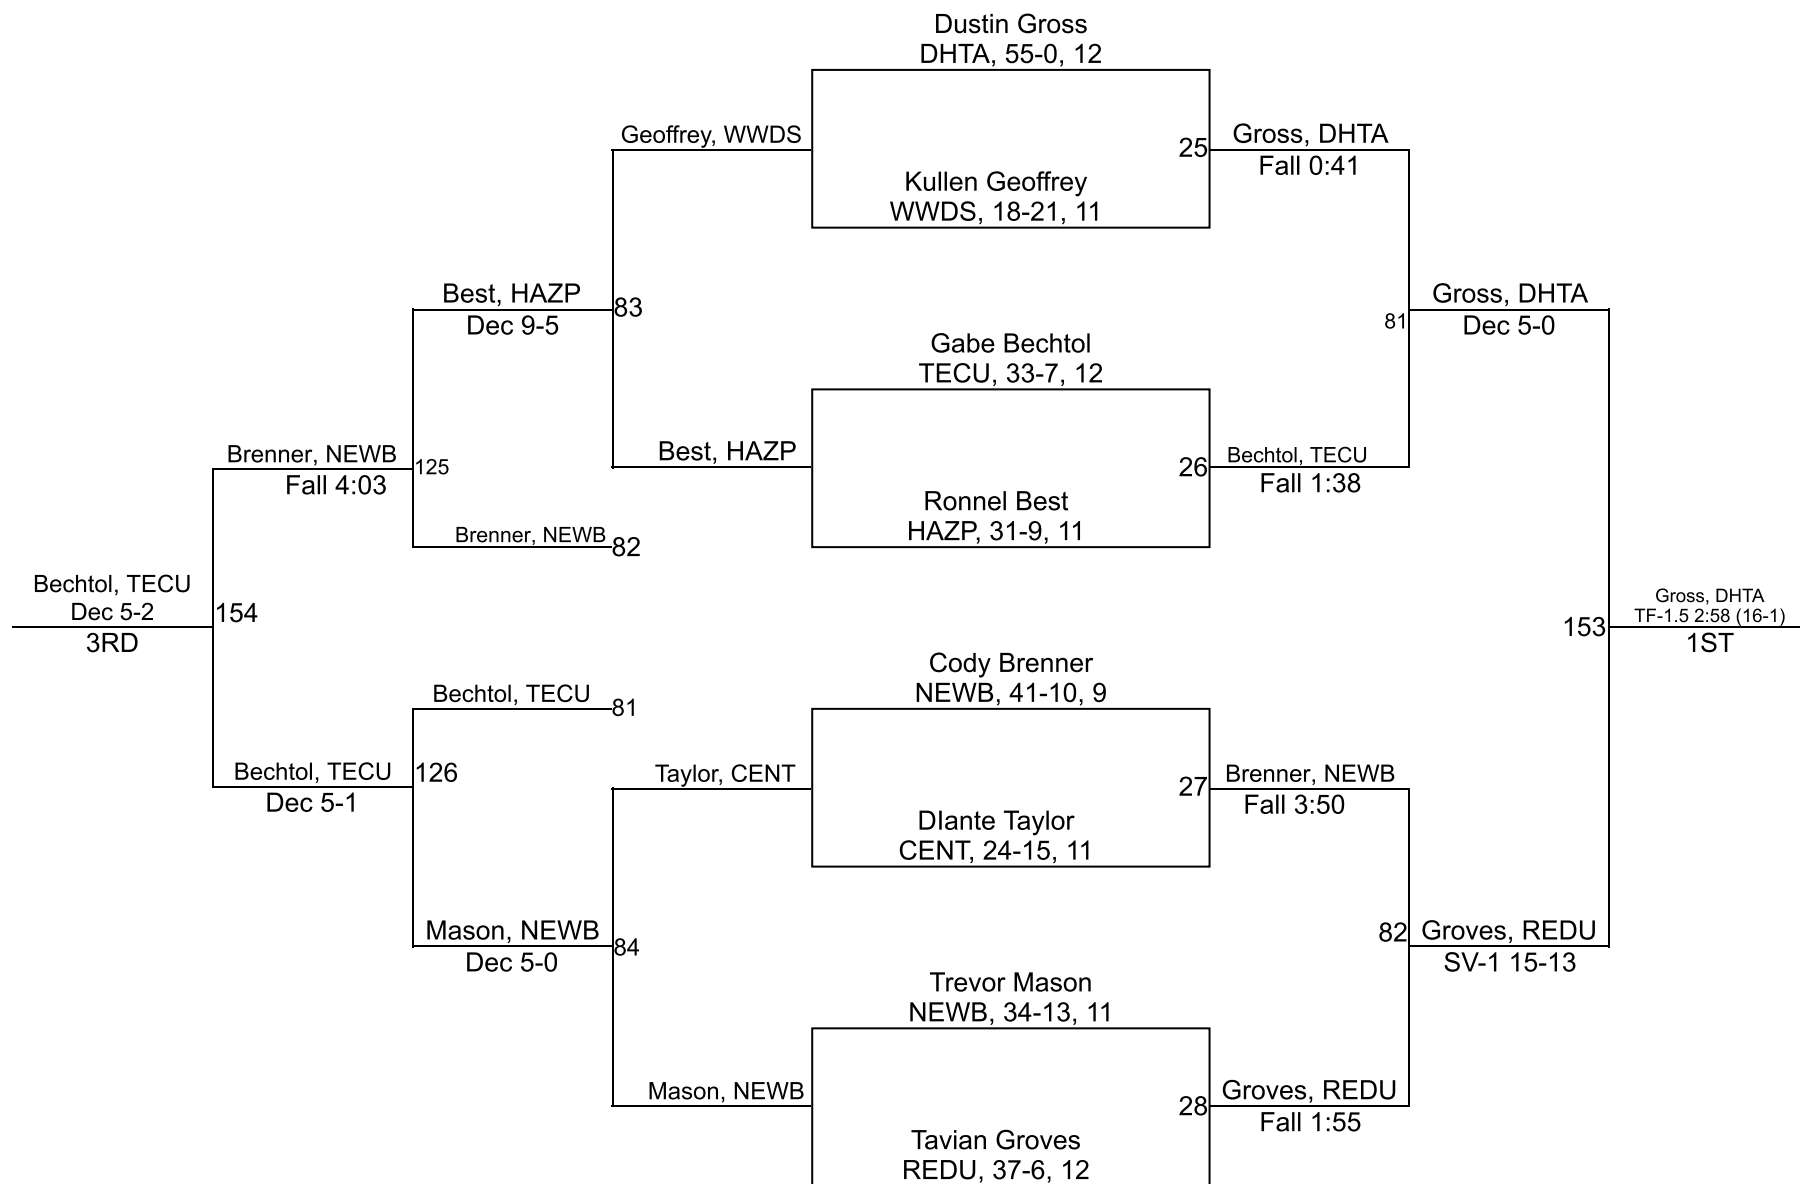 Dustin Gross
DHTA, 55-0, 12
Geoffrey, WWDS
25
Gross, DHTA
Fall 0:41
Kullen Geoffrey
WWDS, 18-21, 11
Best, HAZP
Dec 9-5
83
Gross, DHTA
Dec 5-0
81
Gabe Bechtol
TECU, 33-7, 12
Brenner, NEWB
Fall 4:03
125
Best, HAZP
26
Bechtol, TECU
Fall 1:38
Ronnel Best
HAZP, 31-9, 11
Brenner, NEWB
82
Bechtol, TECU
Dec 5-2
3RD
154
153
Gross, DHTA
TF-1.5 2:58 (16-1)
1ST
Cody Brenner
NEWB, 41-10, 9
Bechtol, TECU
81
Bechtol, TECU
Dec 5-1
126
Taylor, CENT
27
Brenner, NEWB
Fall 3:50
DIante Taylor
CENT, 24-15, 11
Mason, NEWB
Dec 5-0
84
82
Groves, REDU
SV-1 15-13
Trevor Mason
NEWB, 34-13, 11
Mason, NEWB
28
Groves, REDU
Fall 1:55
Tavian Groves
REDU, 37-6, 12